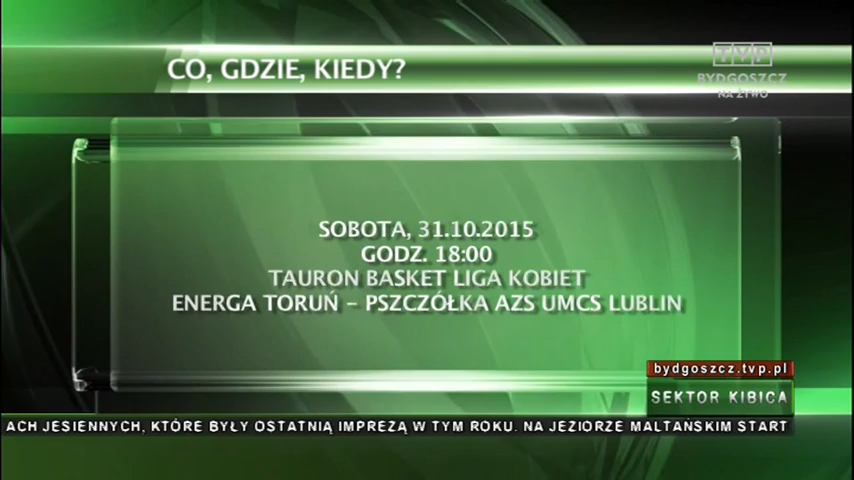 CO, GDZIE, KIEDY?
TVP
BYDGOSZCZ
NA ŻYWO
SOBOTA, 31.10.2015
GODZ. 18:00
TAURON BASKET LIGA KOBIET
ENERGA TORUŃ - PSZCZÓŁKA AZS UMCS LUBLIN
bydgoszcz.tvp.pl
SEKTOR KIBICA
ACH JESIENNYCH, KTÓRE BYŁY OSTATNIĄ IMPREZĄ W TYM ROKU. NA JEZIORZE MALTAŃSKIM START